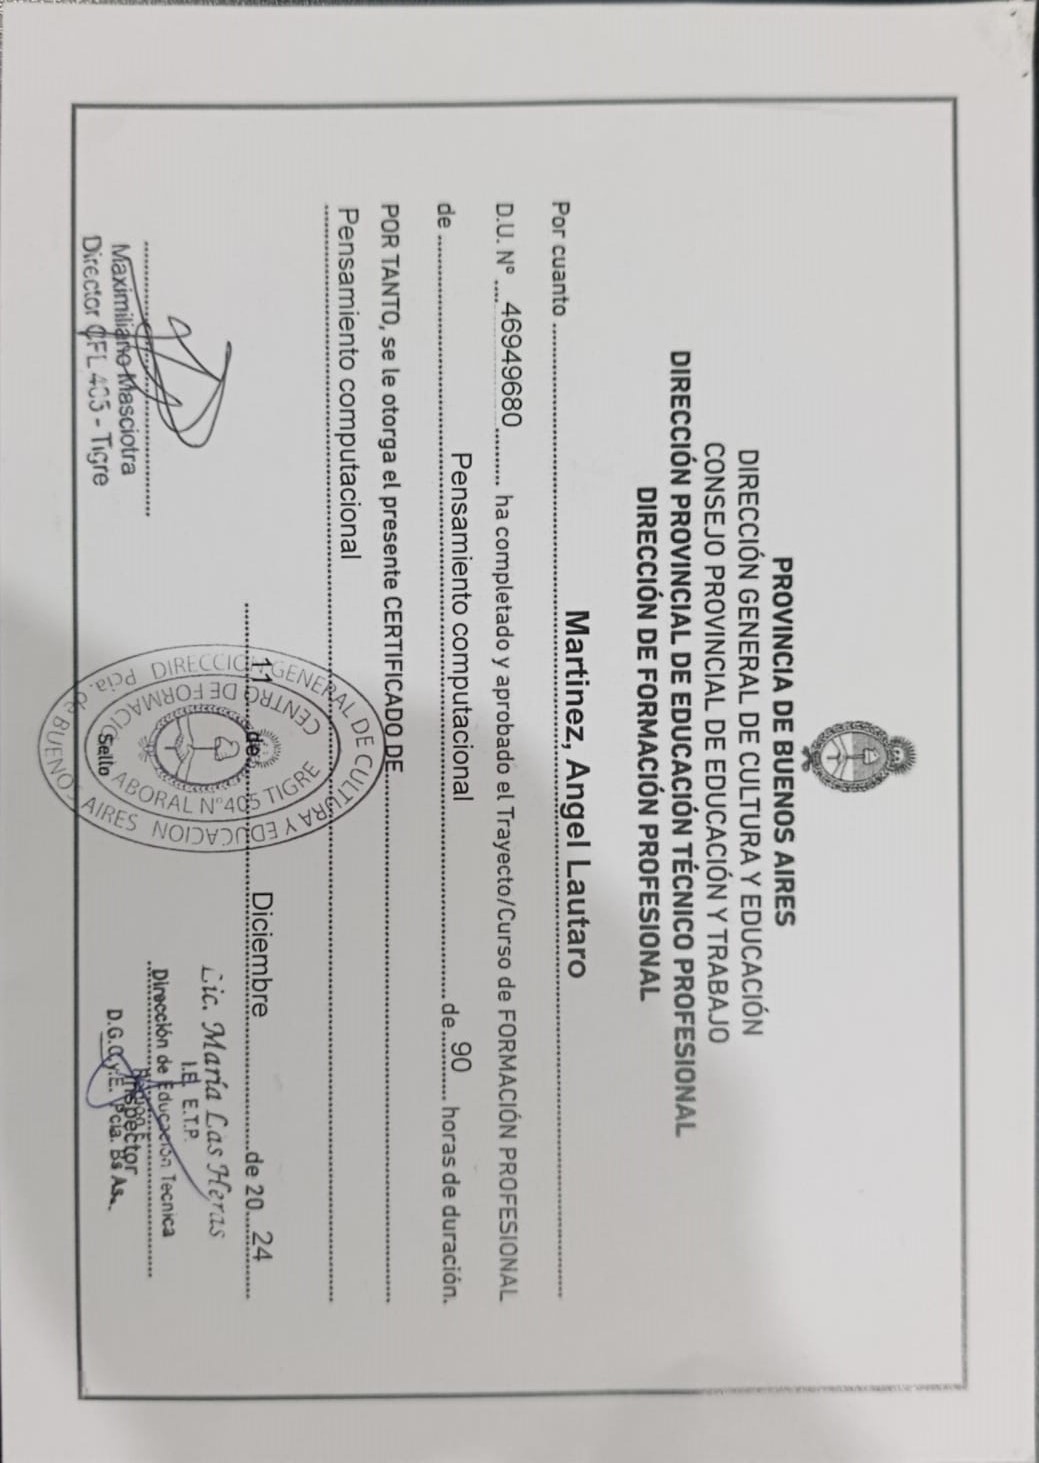 PROVINCIA DE BUENOS AIRES
DIRECCIÓN GENERAL DE CULTURA Y EDUCACIÓN
CONSEJO PROVINCIAL DE EDUCACIÓN Y TRABAJO
DIRECCIÓN PROVINCIAL DE EDUCACIÓN TÉCNICO PROFESIONAL
DIRECCIÓN DE FORMACIÓN PROFESIONAL
Por cuanto Martinez, Angel Lautaro
D.U. Nº 46949680 ha completado y aprobado el Trayecto/Curso de FORMACIÓN PROFESIONAL
de Pensamiento computacional de 90 horas de duración.
POR TANTO, se le otorga el presente CERTIFICADO DE
Pensamiento computacional
11 de Diciembre de 20 24
DIRECCION GENERAL DE CULTURA Y EDUCACION
Pcia. de BUENOS AIRES
CENTRO DE FORMACIÓN LABORAL Nº405 TIGRE
Sello
Maximiliano Masciotra
Director CFL 405 - Tigre
Lic. María Las Heras
I.E. E.T.P.
Dirección de Educación Tecnica
Región E
Inspector
D.G.C.y.E. Pcia. Bs As.